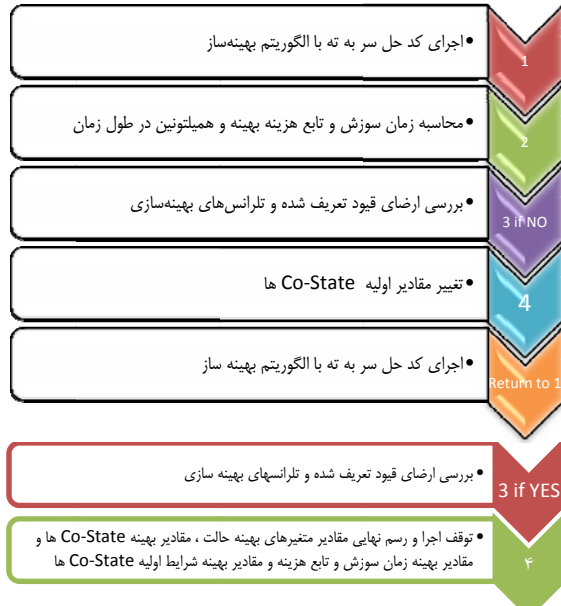 اجرای کد حل سر به ته با الگوریتم بهینه‌ساز•
1
محاسبه زمان سوزش و تابع هزینه بهینه و همیلتونین در طول زمان•
2
بررسی ارضای قیود تعریف شده و تلرانس‌های بهینه‌سازی•
3 if NO
تغییر مقادیر اولیه Co-State ها•
4
اجرای کد حل سر به ته با الگوریتم بهینه ساز•
Return to 1
بررسی ارضای قیود تعریف شده و تلرانسهای بهینه سازی•
3 if YES
توقف اجرا و رسم نهایی مقادیر متغیرهای بهینه حالت ، مقادیر بهینه Co-State ها و•
مقادیر بهینه زمان سوزش و تابع هزینه و مقادیر بهینه شرایط اولیه Co-State ها
۴